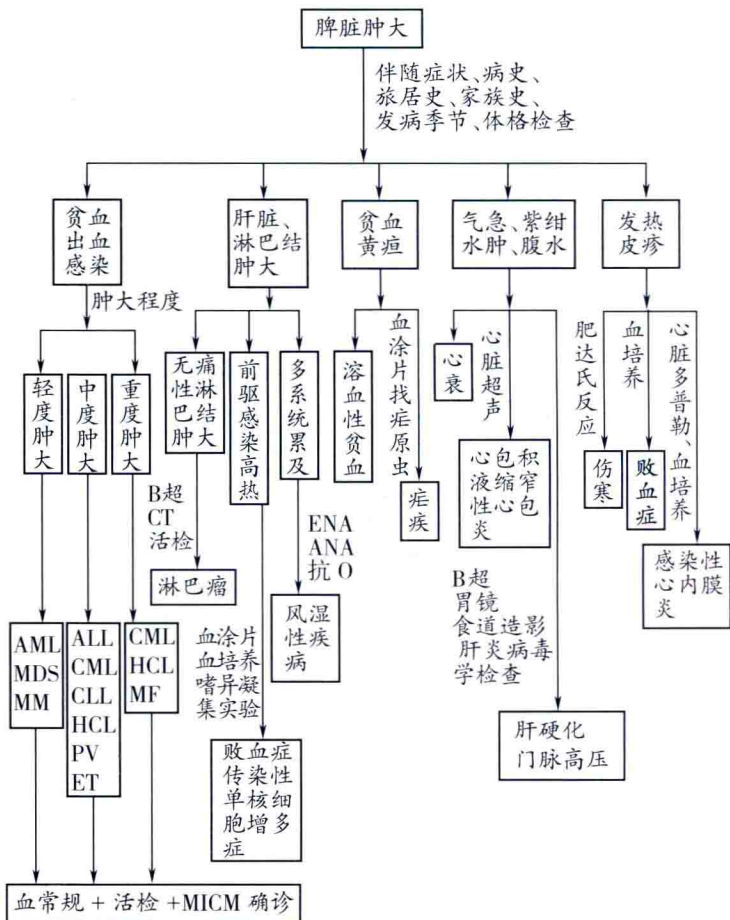 脾脏肿大
伴随症状、病史、
旅居史、家族史、
发病季节、体格检查
贫血
出血
感染
肝脏、
淋巴结
肿大
贫血
黄疸
气急、紫绀
水肿、腹水
发热
皮疹
肿大程度
轻度肿大
中度肿大
重度肿大
无痛
性淋
巴结
肿大
前驱感染高热
多系统累及
溶血性贫血
血涂片找疟原虫
疟疾
心衰
心脏超声
心包积
液缩窄
性心包
炎
肥达氏反应
伤寒
血培养
败血症
心脏多普勒、血培养
感染性
心内膜
炎
B超
CT
活检
淋巴瘤
ENA
ANA
抗O
风湿
性疾
病
血涂片
血培养
嗜异凝
集实验
败血症
传染性
单核细
胞增多
症
B超
胃镜
食道造影
肝炎病毒
学检查
肝硬化
门脉高压
AML
MDS
MM
ALL
CML
CLL
HCL
PV
ET
CML
HCL
MF
血常规+活检+MICM确诊